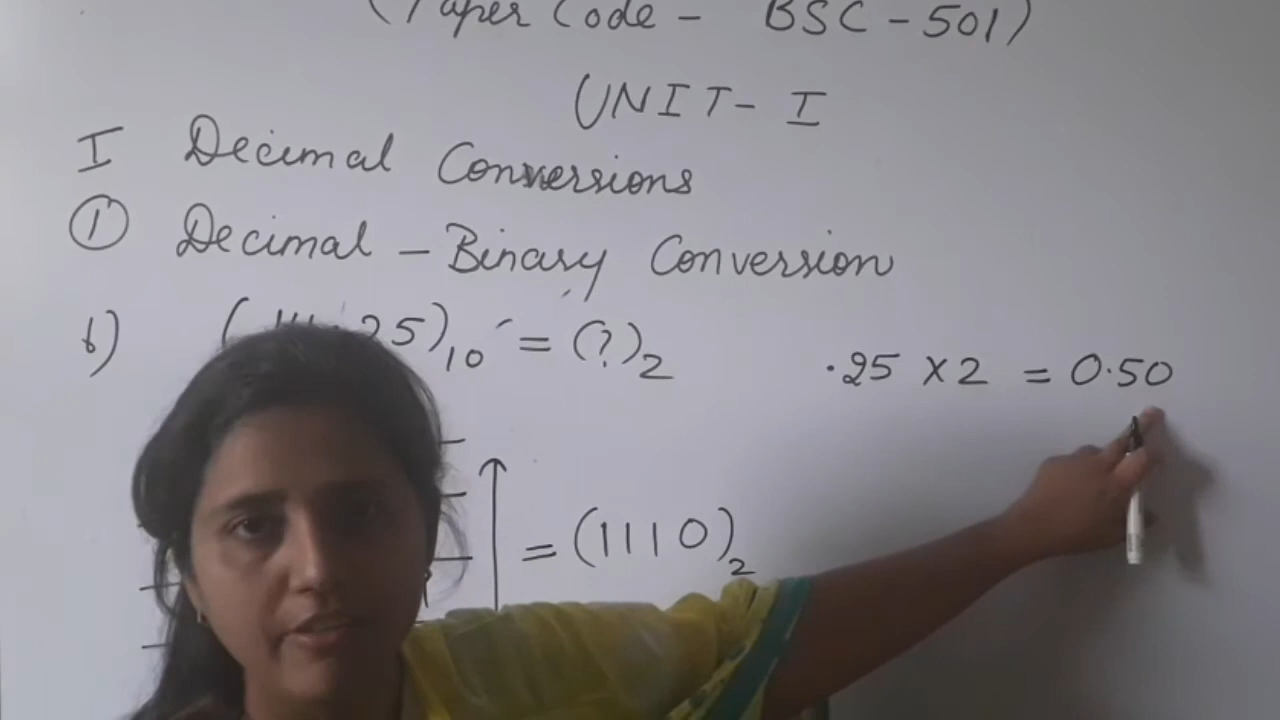 (Paper Code - BSC - 501)
UNIT - I
I Decimal Conversions
① Decimal - Binary Conversion
b) 25)10 = (?)2
.25 X 2 = 0.50
= (1110)2